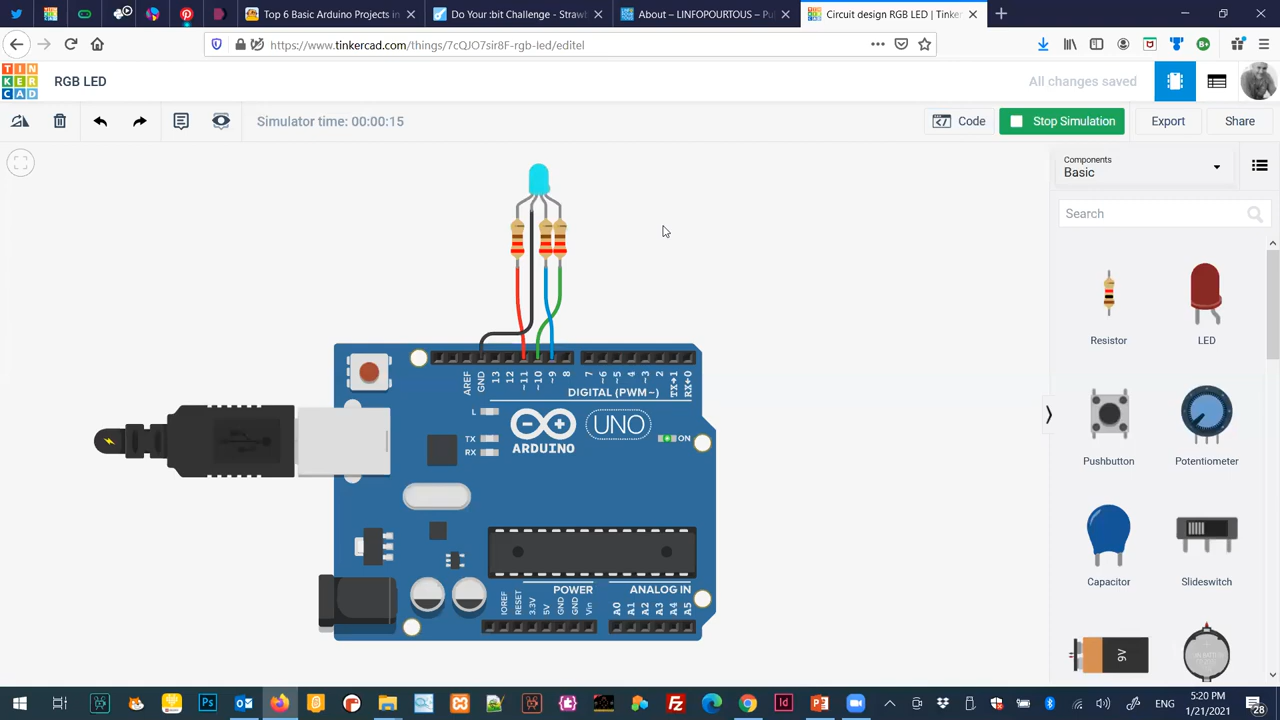 Top 5 Basic Arduino Projects in
Do Your :bit Challenge - Strawb
About – LINFOPOURTOUS – Pu
Circuit design RGB LED | Tinker
https://www.tinkercad.com/things/7cQJO7sir8F-rgb-led/editel
TIN
KER
CAD
RGB LED
All changes saved
Simulator time: 00:00:15
Code
Stop Simulation
Export
Share
Components
Basic
Search
Resistor
LED
Pushbutton
Potentiometer
Capacitor
Slideswitch
9V
AREF
GND
13
12
~11
~10
~9
8
7
~6
~5
4
~3
2
TX→1
RX←0
DIGITAL (PWM~)
L
TX
RX
ARDUINO
UNO
ON
POWER
ANALOG IN
IOREF
RESET
3.3V
5V
GND
GND
Vin
A0
A1
A2
A3
A4
A5
ENG
5:20 PM
1/21/2021
28